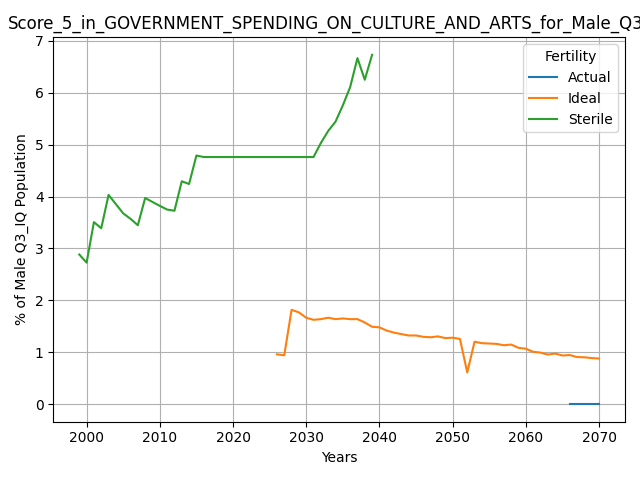 Score_5_in_GOVERNMENT_SPENDING_ON_CULTURE_AND_ARTS_for_Male_Q3
Fertility
Actual
Ideal
Sterile
% of Male Q3_IQ Population
7
6
5
4
3
2
1
0
2000 2010 2020 2030 2040 2050 2060 2070
Years